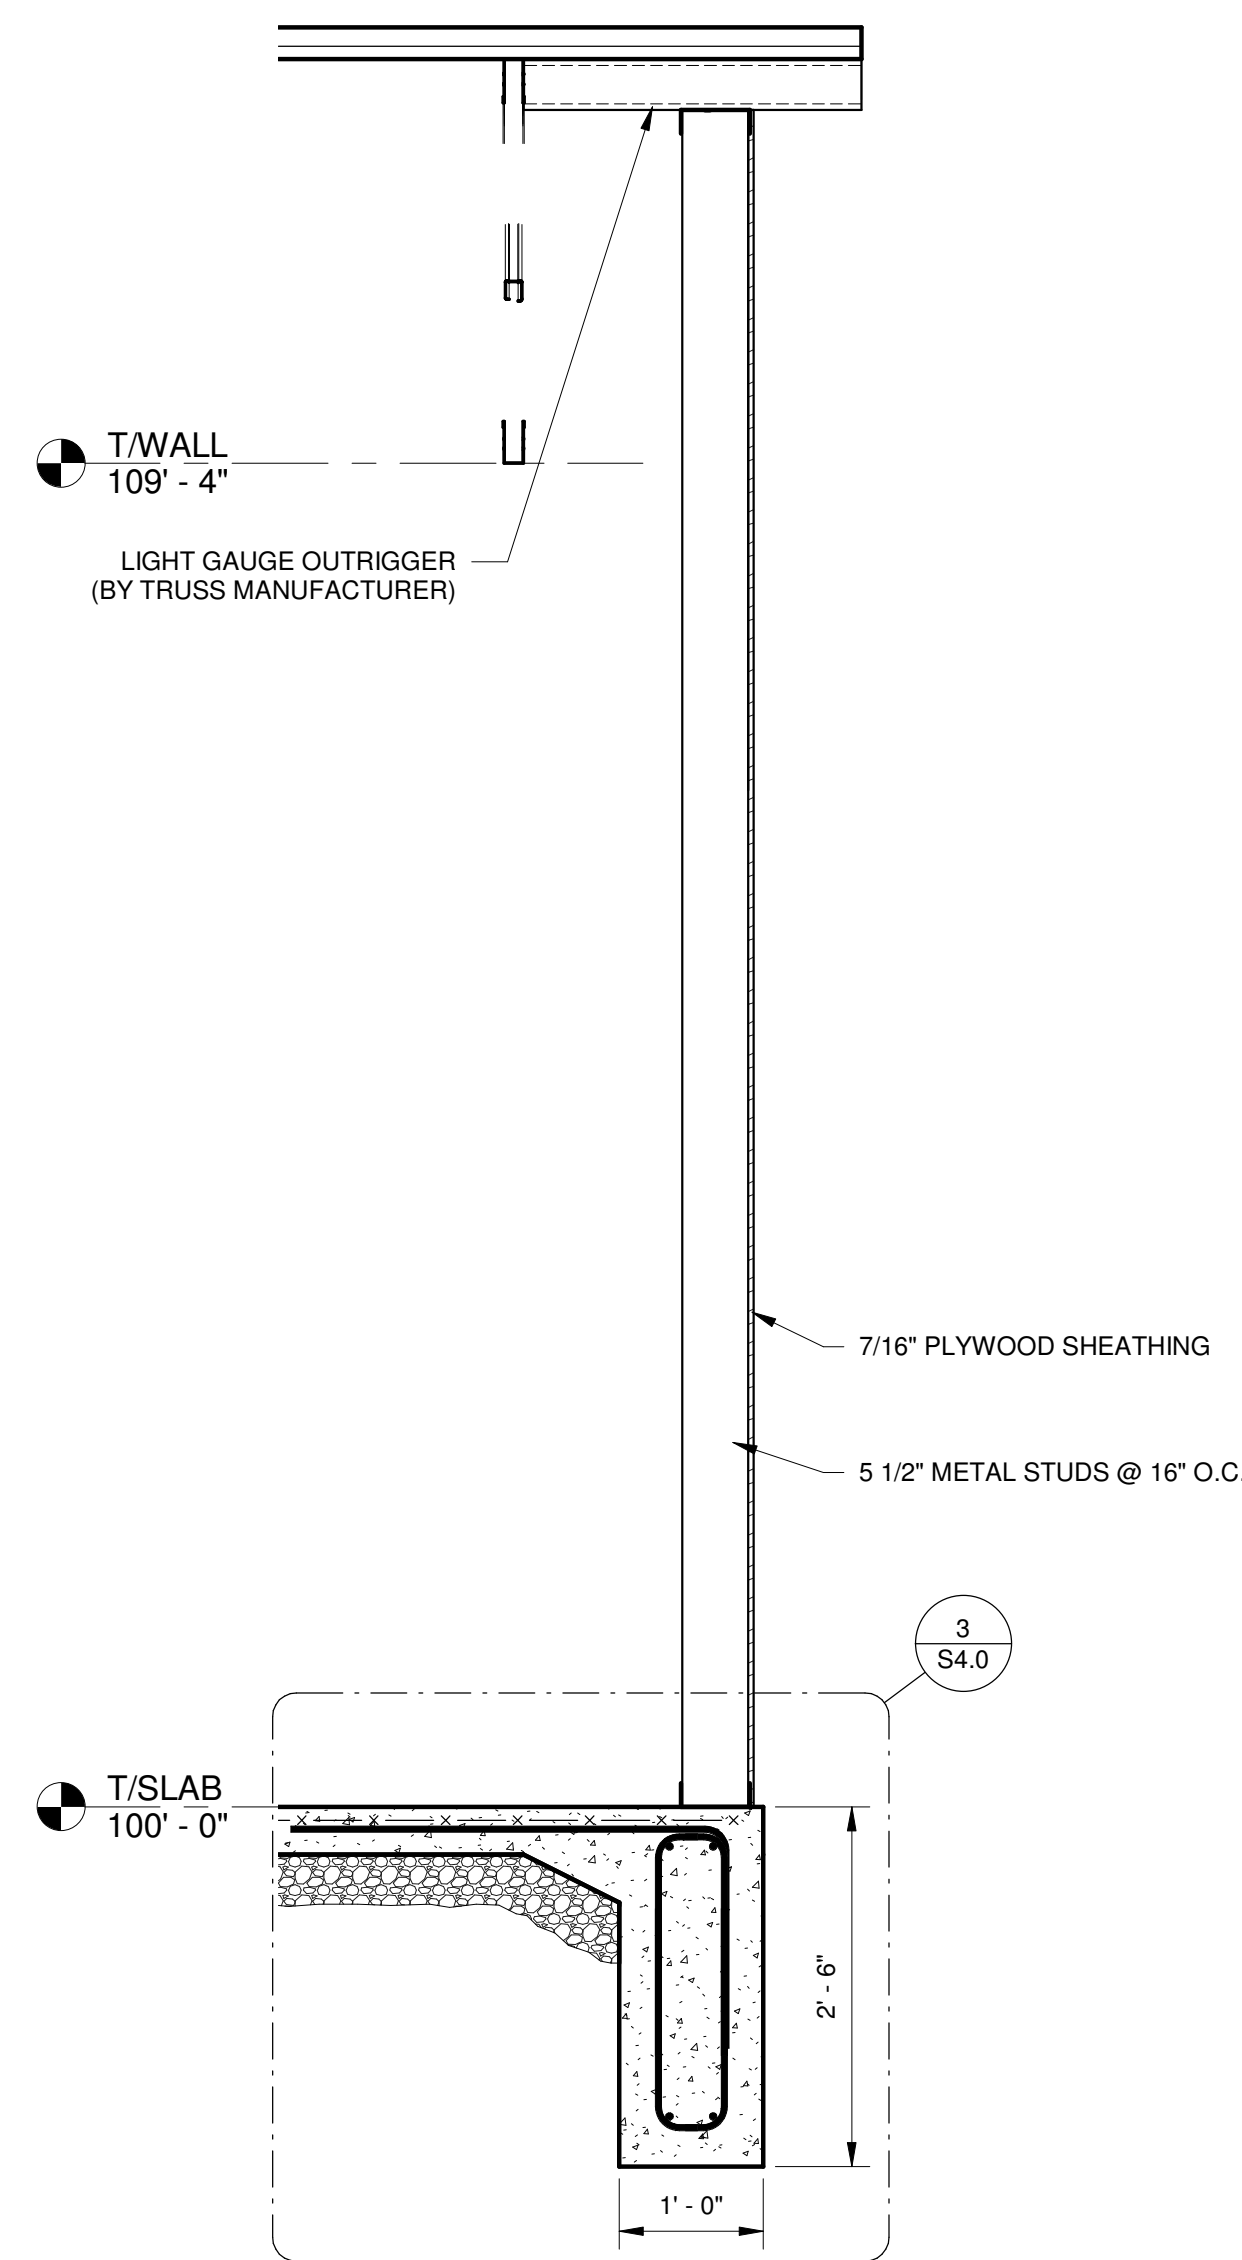 T/WALL
109' - 4"
LIGHT GAUGE OUTRIGGER
(BY TRUSS MANUFACTURER)
7/16" PLYWOOD SHEATHING
5 1/2" METAL STUDS @ 16" O.C.
3
S4.0
T/SLAB
100' - 0"
2' - 6"
1' - 0"